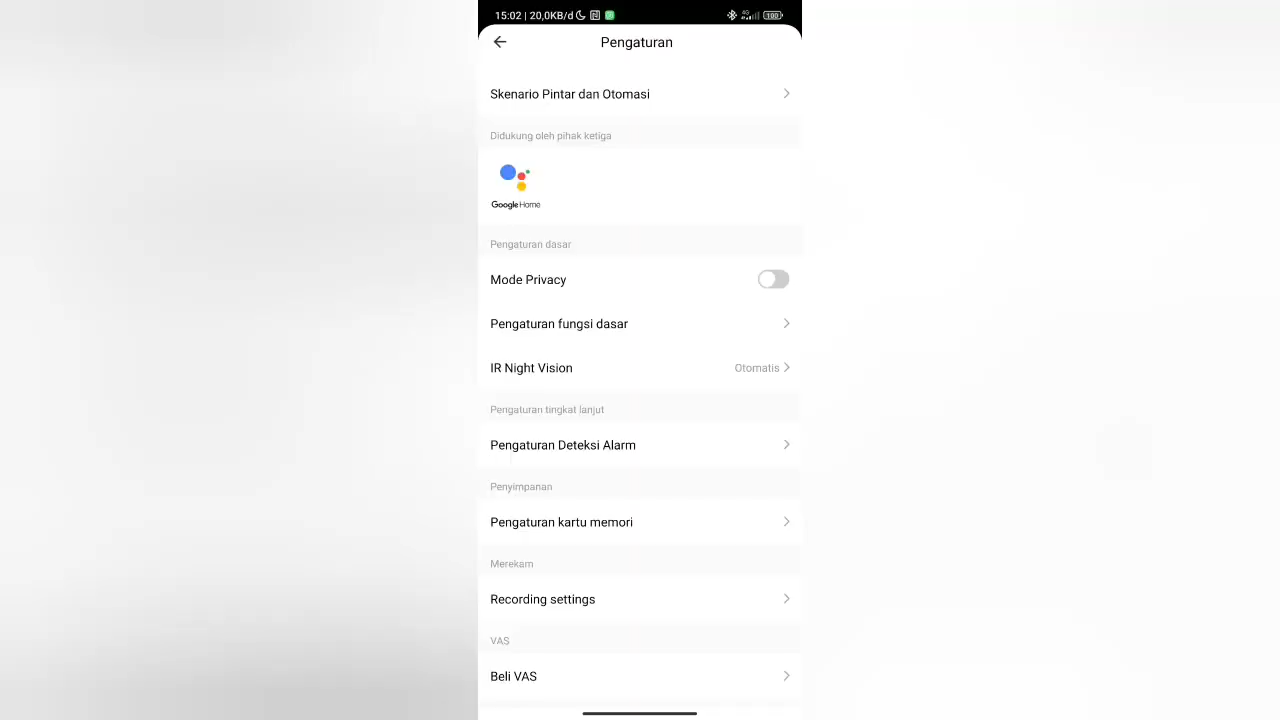 15:02 | 20,0KB/d
4G
100
Pengaturan
Skenario Pintar dan Otomasi
Didukung oleh pihak ketiga
Google Home
Pengaturan dasar
Mode Privacy
Pengaturan fungsi dasar
IR Night Vision
Otomatis
Pengaturan tingkat lanjut
Pengaturan Deteksi Alarm
Penyimpanan
Pengaturan kartu memori
Merekam
Recording settings
VAS
Beli VAS